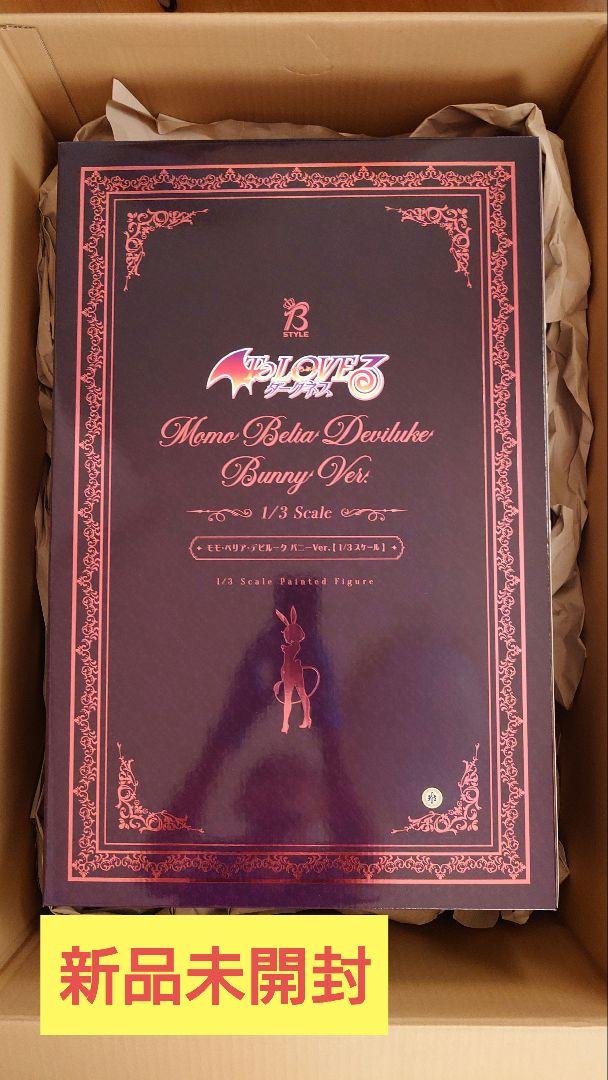 B
STYLE
To LOVEる
ダークネス
Momo Belia Deviluke
Bunny Ver.
1/3 Scale
モモ・ベリア・デビルーク バニーVer.【1/3スケール】
1/3 Scale Painted Figure
新品未開封